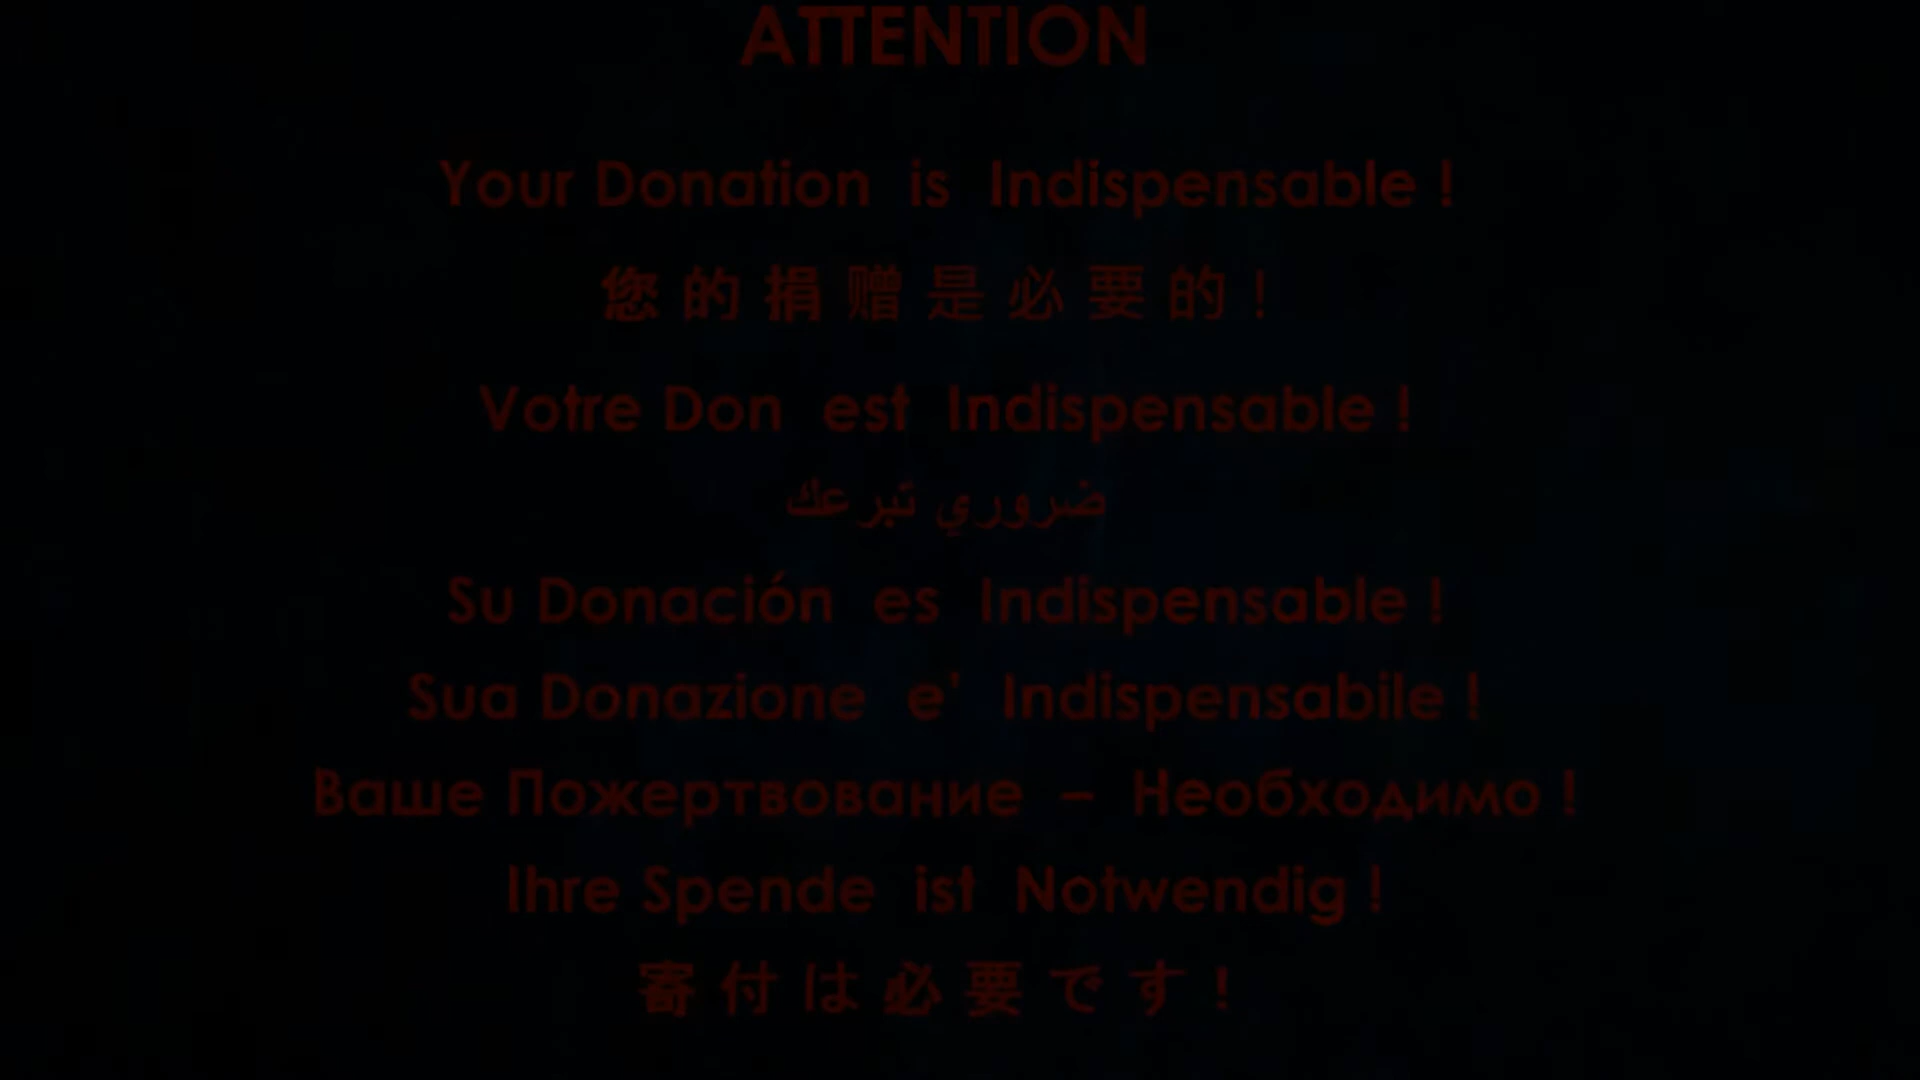 ATTENTION
Your Donation is Indispensable !
您的捐赠是必要的!
Votre Don est Indispensable !
ضروري تبرعك
Su Donación es Indispensable !
Sua Donazione e' Indispensabile !
Ваше Пожертвование – Необходимо !
Ihre Spende ist Notwendig !
寄付は必要です!